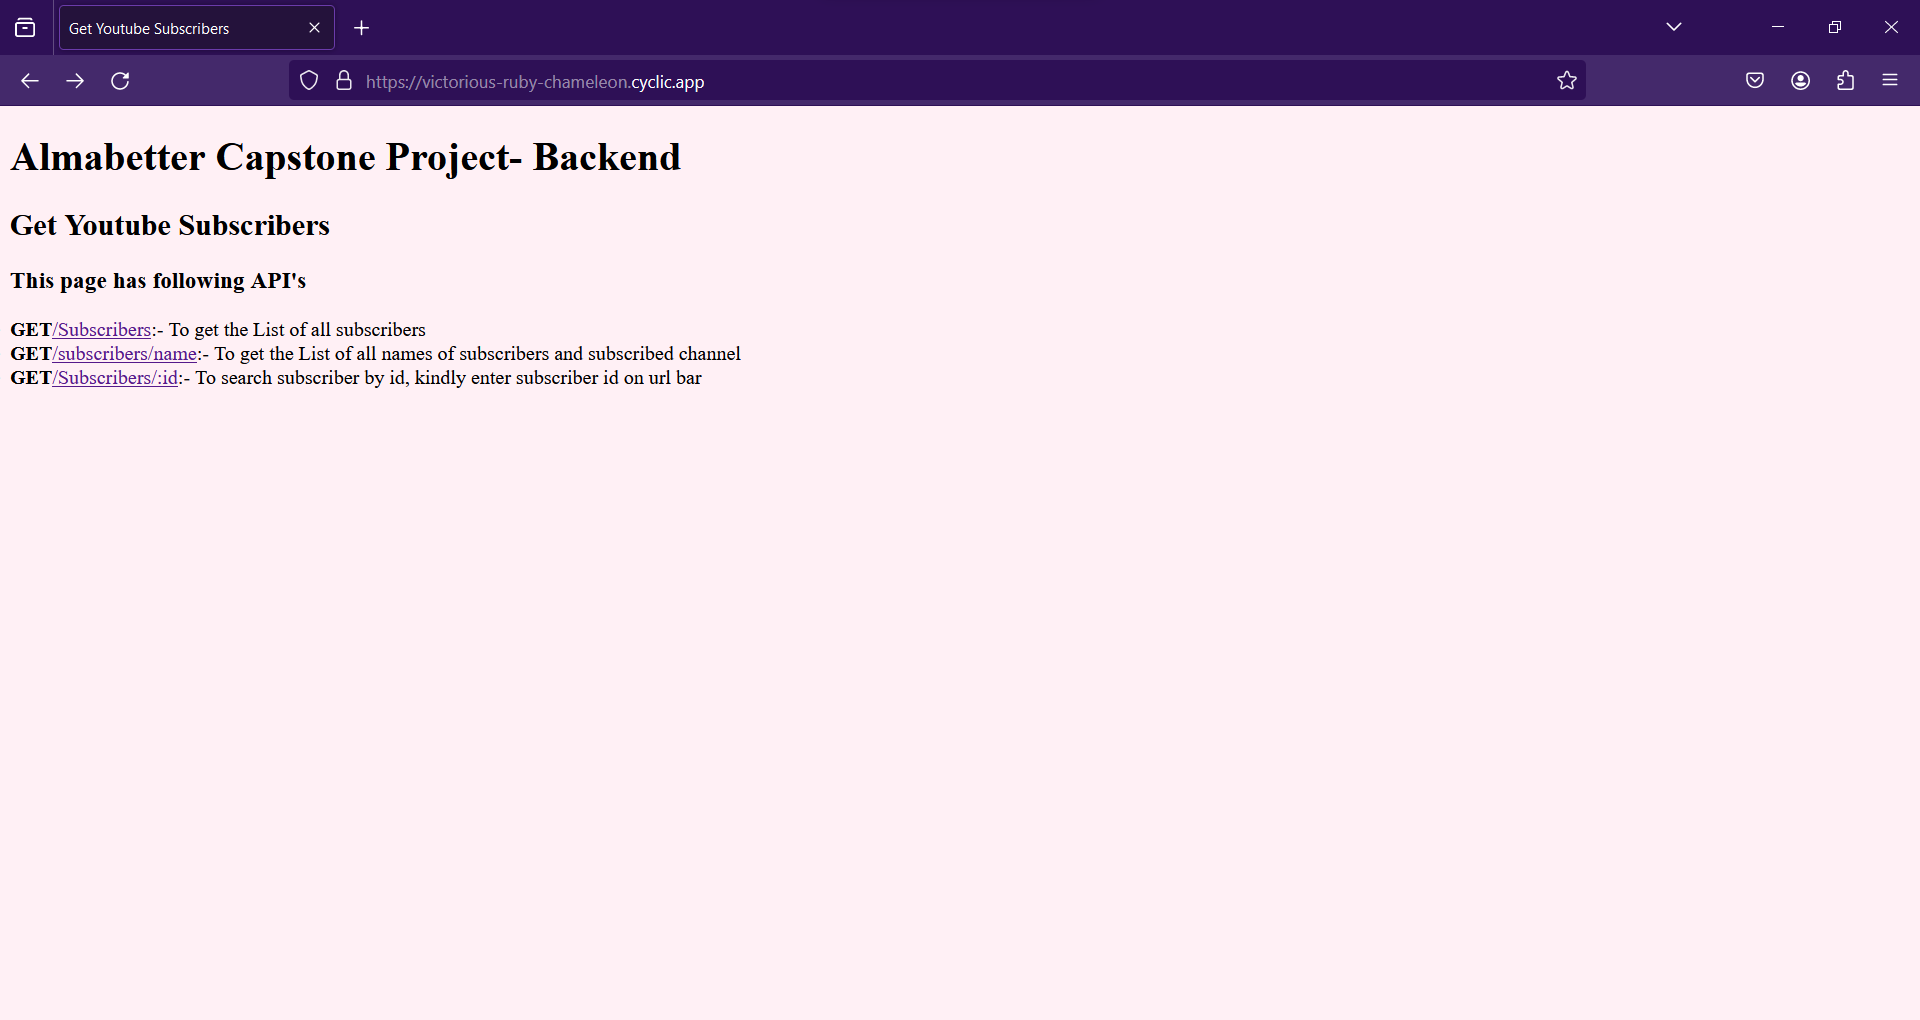 Get Youtube Subscribers
https://victorious-ruby-chameleon.cyclic.app
Almabetter Capstone Project- Backend
Get Youtube Subscribers
This page has following API's
GET/Subscribers:- To get the List of all subscribers
GET/subscribers/name:- To get the List of all names of subscribers and subscribed channel
GET/Subscribers/:id:- To search subscriber by id, kindly enter subscriber id on url bar